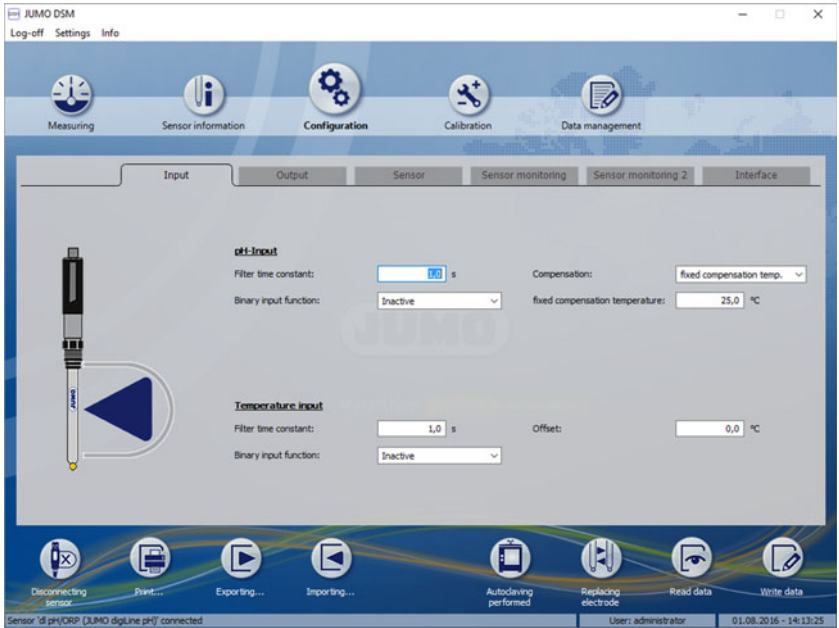 JUMO DSM
Log-off Settings Info
Measuring Sensor information Configuration Calibration Data management
Input Output Sensor Sensor monitoring Sensor monitoring 2 Interface
pH-Input
Filter time constant: 1,0 s Compensation: fixed compensation temp.
Binary input function: Inactive fixed compensation temperature: 25,0 °C
JUMO
JUMO
Temperature input
Filter time constant: 1,0 s Offset: 0,0 °C
Binary input function: Inactive
Disconnecting sensor
Print...
Exporting...
Importing...
Autoclaving performed
Replacing electrode
Read data
Write data
Sensor 'dl pH/ORP (JUMO digiLine pH)' connected User: administrator 01.08.2016 - 14:13:25